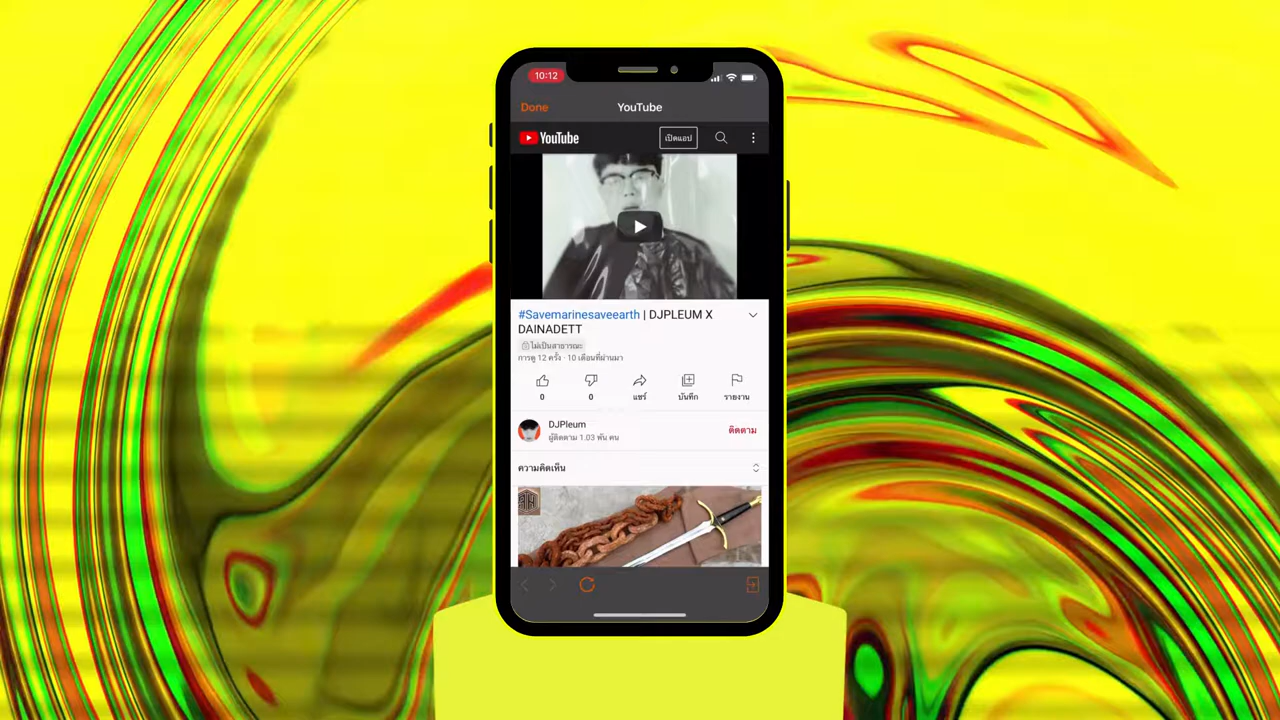 10:12
Done
YouTube
YouTube
เปิดแอป
#Savemarinesaveearth | DJPLEUM X
DAINADETT
ไม่เป็นสาธารณะ
การดู 12 ครั้ง · 10 เดือนที่ผ่านมา
0
0
แชร์
บันทึก
รายงาน
DJPleum
ผู้ติดตาม 1.03 พัน คน
ติดตาม
ความคิดเห็น